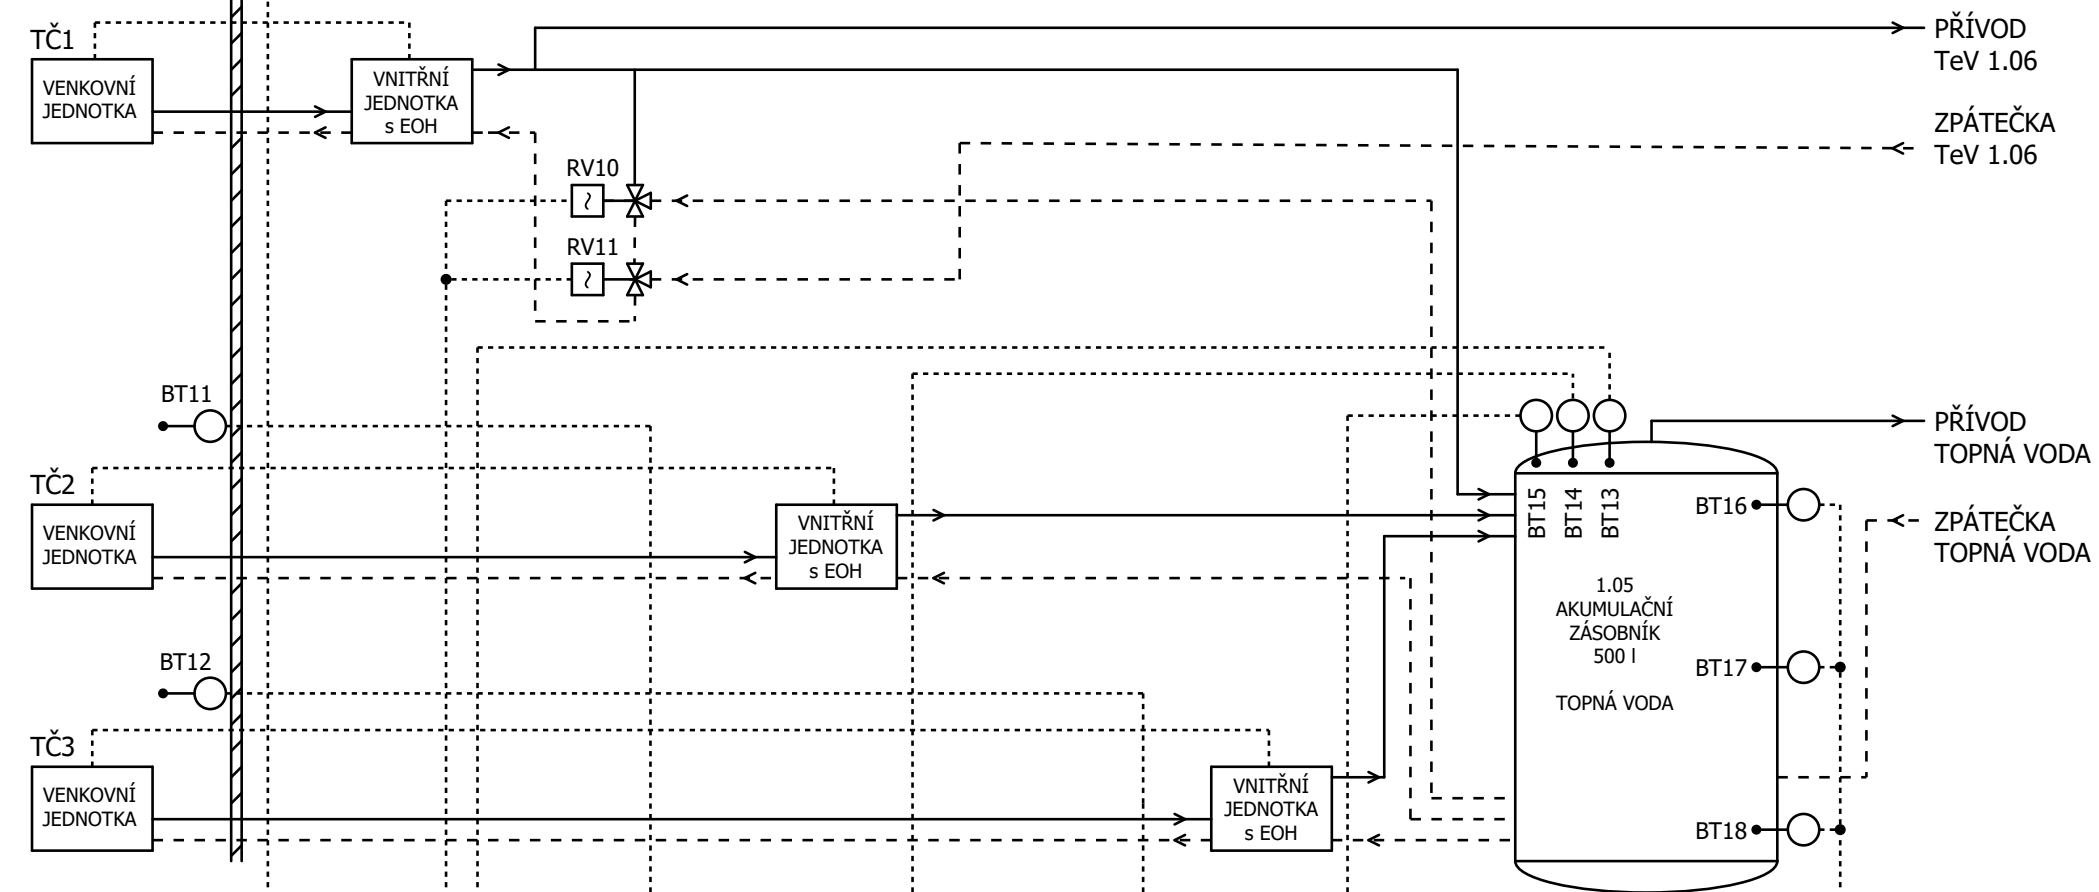 TČ1
VENKOVNÍ
JEDNOTKA
VNITŘNÍ
JEDNOTKA
s EOH
PŘÍVOD
TeV 1.06
ZPÁTEČKA
TeV 1.06
RV10
~
RV11
~
BT11
TČ2
VENKOVNÍ
JEDNOTKA
VNITŘNÍ
JEDNOTKA
s EOH
PŘÍVOD
TOPNÁ VODA
ZPÁTEČKA
TOPNÁ VODA
BT15
BT14
BT13
BT16
1.05
AKUMULAČNÍ
ZÁSOBNÍK
500 l
TOPNÁ VODA
BT17
BT18
BT12
TČ3
VENKOVNÍ
JEDNOTKA
VNITŘNÍ
JEDNOTKA
s EOH